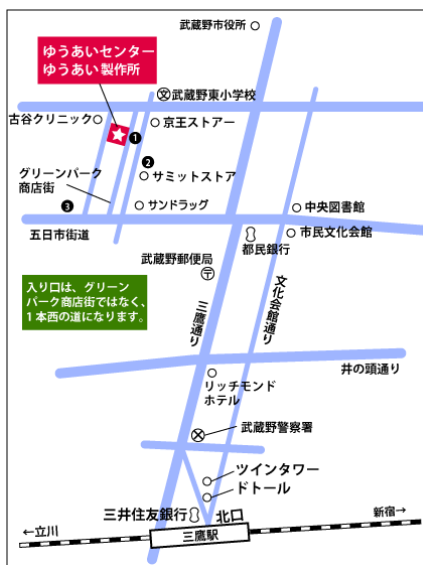 武蔵野市役所
ゆうあいセンター
ゆうあい製作所
武蔵野東小学校
古谷クリニック
京王ストアー
❶
❷
サミットストア
グリーンパーク
商店街
❸
サンドラッグ
中央図書館
五日市街道
市民文化会館
都民銀行
武蔵野郵便局
入り口は、グリーン
パーク商店街ではなく、
1本西の道になります。
三鷹通り
文化会館通り
井の頭通り
リッチモンド
ホテル
武蔵野警察署
ツインタワー
ドトール
三井住友銀行
北口
←立川
三鷹駅
新宿→